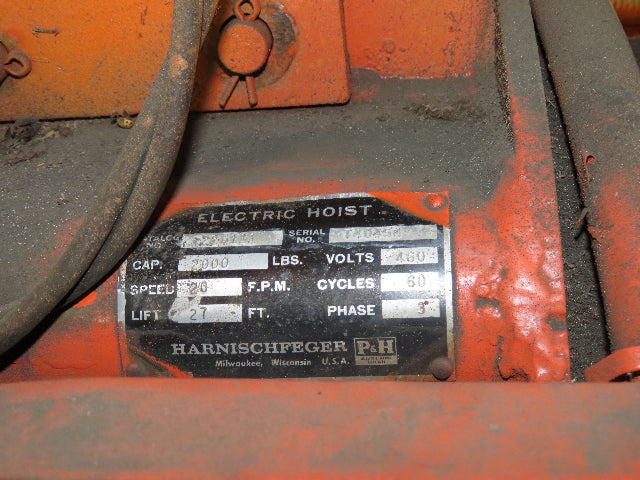 ELECTRIC HOIST
SERIAL NO.
CAP. 2000 LBS. VOLTS 460
SPEED 20 F.P.M. CYCLES 60
LIFT 27 FT. PHASE 3
HARNISCHFEGER P&H
Milwaukee, Wisconsin U.S.A.